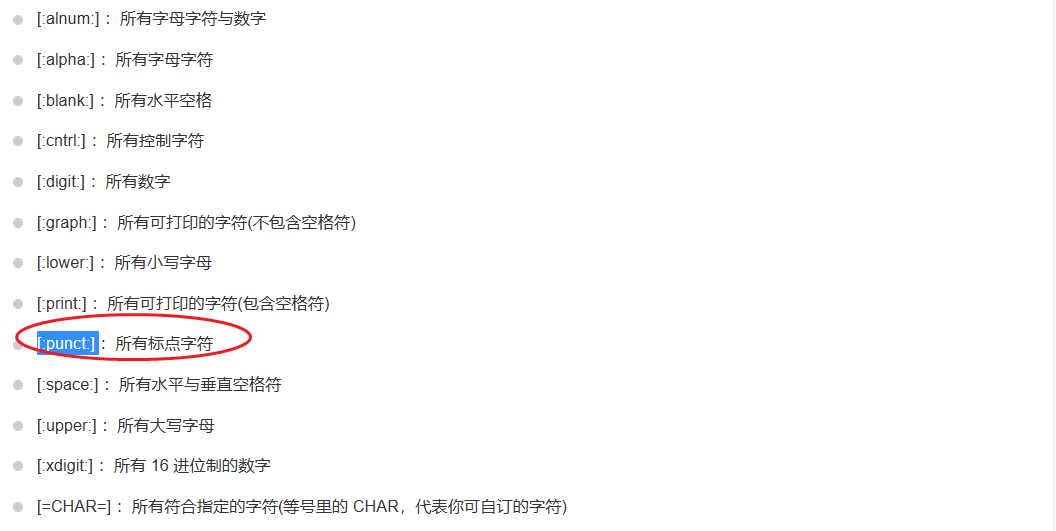 [:alnum:] ：所有字母字符与数字
[:alpha:] ：所有字母字符
[:blank:] ：所有水平空格
[:cntrl:] ：所有控制字符
[:digit:] ：所有数字
[:graph:] ：所有可打印的字符(不包含空格符)
[:lower:] ：所有小写字母
[:print:] ：所有可打印的字符(包含空格符)
[:punct:] ：所有标点字符
[:space:] ：所有水平与垂直空格符
[:upper:] ：所有大写字母
[:xdigit:] ：所有 16 进位制的数字
[=CHAR=] ：所有符合指定的字符(等号里的 CHAR，代表你可自订的字符)